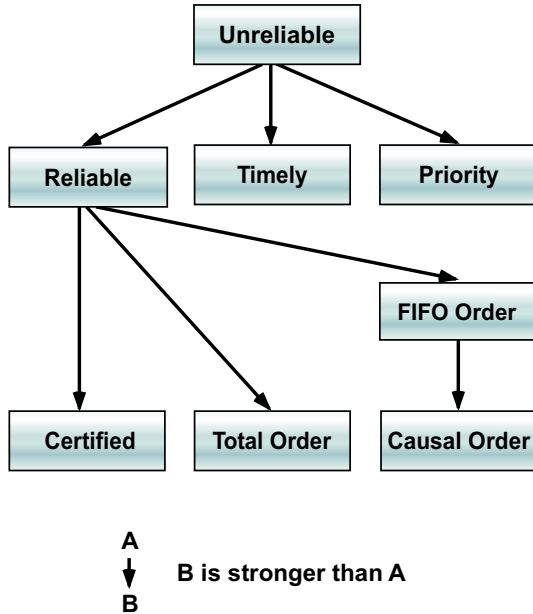 Unreliable
Reliable
Timely
Priority
FIFO Order
Certified
Total Order
Causal Order
A
B is stronger than A
B